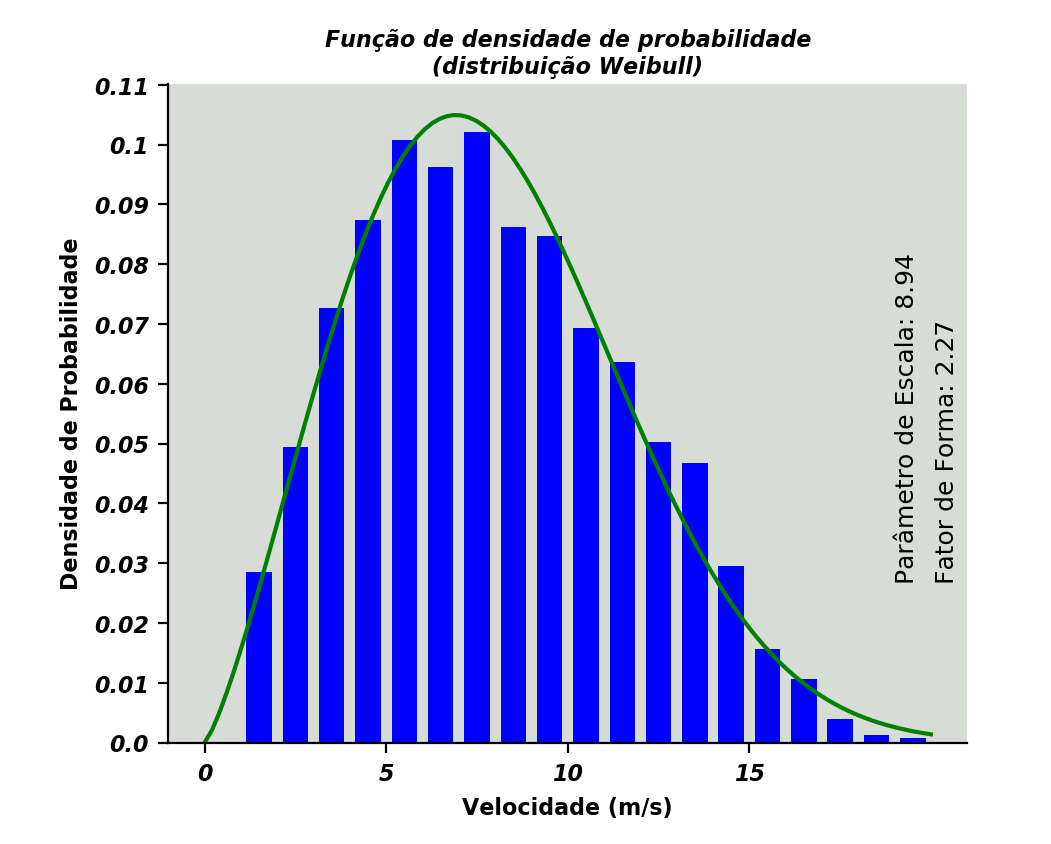 Função de densidade de probabilidade
(distribuição Weibull)
0.11
0.1
0.09
0.08
0.07
0.06
0.05
0.04
0.03
0.02
0.01
0.0
Densidade de Probabilidade
Parâmetro de Escala: 8.94
Fator de Forma: 2.27
0
5
10
15
Velocidade (m/s)